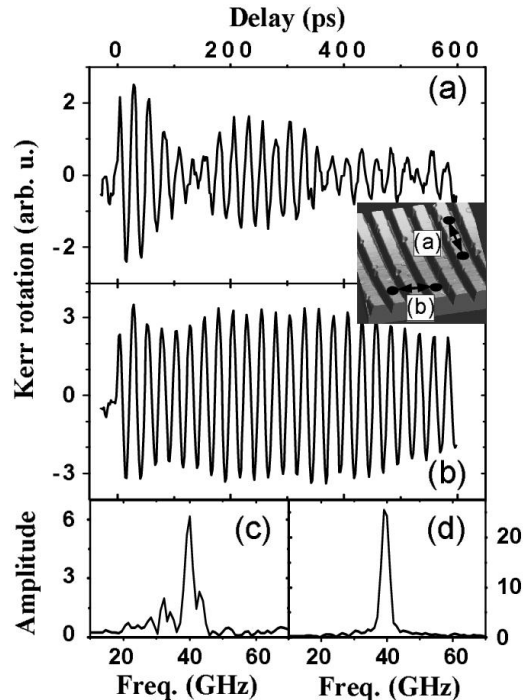 Delay (ps)
0 200 400 600
Kerr rotation (arb. u.)
2
0
-2
(a)
(a)
(b)
3
0
-3
(b)
Amplitude
6
3
0
(c)
(d)
20
10
0
20 40 60 20 40 60
Freq. (GHz) Freq. (GHz)